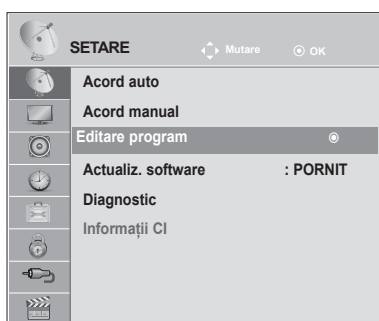 SETARE Mutare OK
Acord auto
Acord manual
Editare program
Actualiz. software : PORNIT
Diagnostic
Informații CI